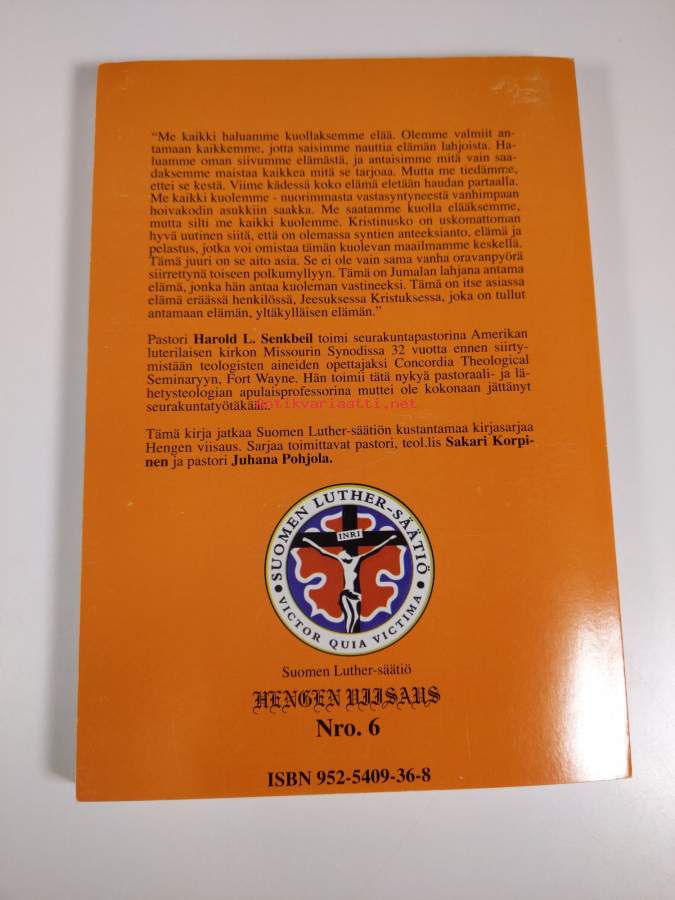 “Me kaikki haluamme kuollaksemme elää. Olemme valmiit an-
tamaan kaikkemme, jotta saisimme nauttia elämän lahjoista. Ha-
luamme oman siivumme elämästä, ja antaisimme mitä vain saa-
daksemme maistaa kaikkea mitä se tarjoaa. Mutta me tiedämme,
ettei se kestä. Viime kädessä koko elämä eletään haudan partaalla.
Me kaikki kuolemme - nuorimmasta vastasyntyneestä vanhimpaan
hoivakodin asukkiin saakka. Me saatamme kuolla elääksemme,
mutta silti me kaikki kuolemme. Kristinusko on uskomattoman
hyvä uutinen siitä, että on olemassa syntien anteeksianto, elämä ja
pelastus, jotka voi omistaa tämän kuolevan maailmamme keskellä.
Tämä juuri on se aito asia. Se ei ole vain sama vanha oravanpyörä
siirrettynä toiseen polkumyllyyn. Tämä on Jumalan lahjana antama
elämä, jonka hän antaa kuoleman vastineeksi. Tämä on itse asiassa
elämä eräässä henkilössä, Jeesuksessa Kristuksessa, joka on tullut
antamaan elämän, yltäkylläisen elämän.”
Pastori Harold L. Senkbeil toimi seurakuntapastorina Amerikan
luterilaisen kirkon Missourin Synodissa 32 vuotta ennen siirty-
mistään teologisten aineiden opettajaksi Concordia Theological
Seminaryyn, Fort Wayne. Hän toimii tätä nykyä pastoraali- ja lä-
hetysteologian apulaisprofessorina muttei ole kokonaan jättänyt
seurakuntatyötäkään.
antikvariaatti.net
Tämä kirja jatkaa Suomen Luther-säätiön kustantamaa kirjasarjaa
Hengen viisaus. Sarjaa toimittavat pastori, teol.lis Sakari Korpi-
nen ja pastori Juhana Pohjola.
SUOMEN LUTHER-SÄÄTIÖ
INRI
VICTOR QUIA VICTIMA
Suomen Luther-säätiö
HENGEN VIISAUS
Nro. 6
ISBN 952-5409-36-8